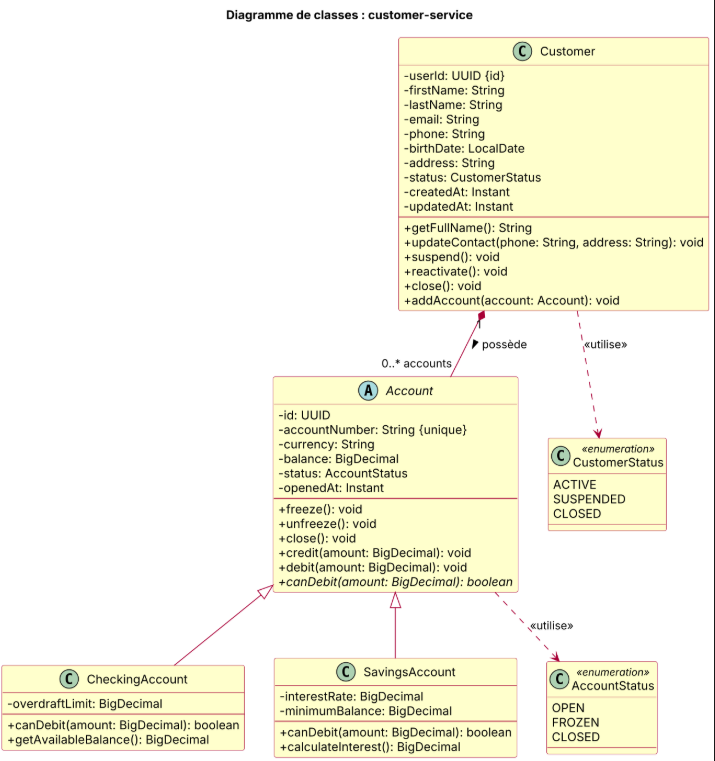 Diagramme de classes : customer-service
C Customer
-userId: UUID {id}
-firstName: String
-lastName: String
-email: String
-phone: String
-birthDate: LocalDate
-address: String
-status: CustomerStatus
-createdAt: Instant
-updatedAt: Instant
+getFullName(): String
+updateContact(phone: String, address: String): void
+suspend(): void
+reactivate(): void
+close(): void
+addAccount(account: Account): void
1
possède
«utilise»
0..* accounts
A Account
-id: UUID
-accountNumber: String {unique}
-currency: String
-balance: BigDecimal
-status: AccountStatus
-openedAt: Instant
+freeze(): void
+unfreeze(): void
+close(): void
+credit(amount: BigDecimal): void
+debit(amount: BigDecimal): void
+canDebit(amount: BigDecimal): boolean
«enumeration»
C CustomerStatus
ACTIVE
SUSPENDED
CLOSED
«utilise»
C CheckingAccount
-overdraftLimit: BigDecimal
+canDebit(amount: BigDecimal): boolean
+getAvailableBalance(): BigDecimal
C SavingsAccount
-interestRate: BigDecimal
-minimumBalance: BigDecimal
+canDebit(amount: BigDecimal): boolean
+calculateInterest(): BigDecimal
«enumeration»
C AccountStatus
OPEN
FROZEN
CLOSED